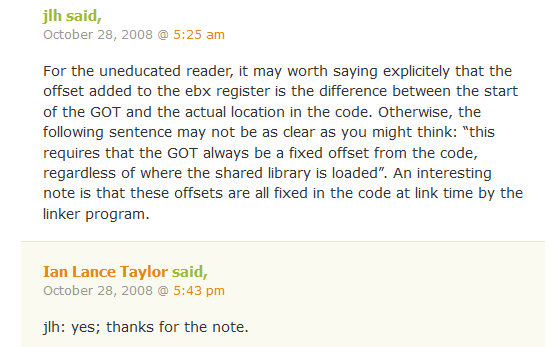 jlh said,
October 28, 2008 @ 5:25 am
For the uneducated reader, it may worth saying explicitely that the
offset added to the ebx register is the difference between the start
of the GOT and the actual location in the code. Otherwise, the
following sentence may not be as clear as you might think: “this
requires that the GOT always be a fixed offset from the code,
regardless of where the shared library is loaded”. An interesting
note is that these offsets are all fixed in the code at link time by the
linker program.
Ian Lance Taylor said,
October 28, 2008 @ 5:43 pm
jlh: yes; thanks for the note.